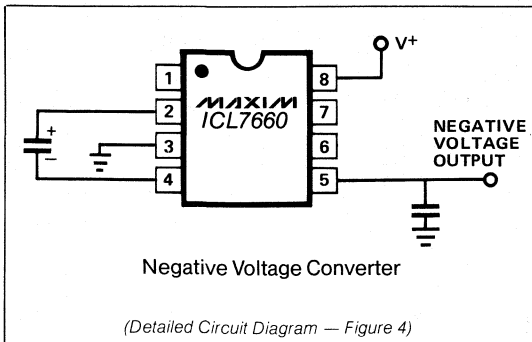 V+
1
8
MAXIM
ICL7660
2
7
+
NEGATIVE
VOLTAGE
OUTPUT
3
6
−
4
5
Negative Voltage Converter
(Detailed Circuit Diagram — Figure 4)